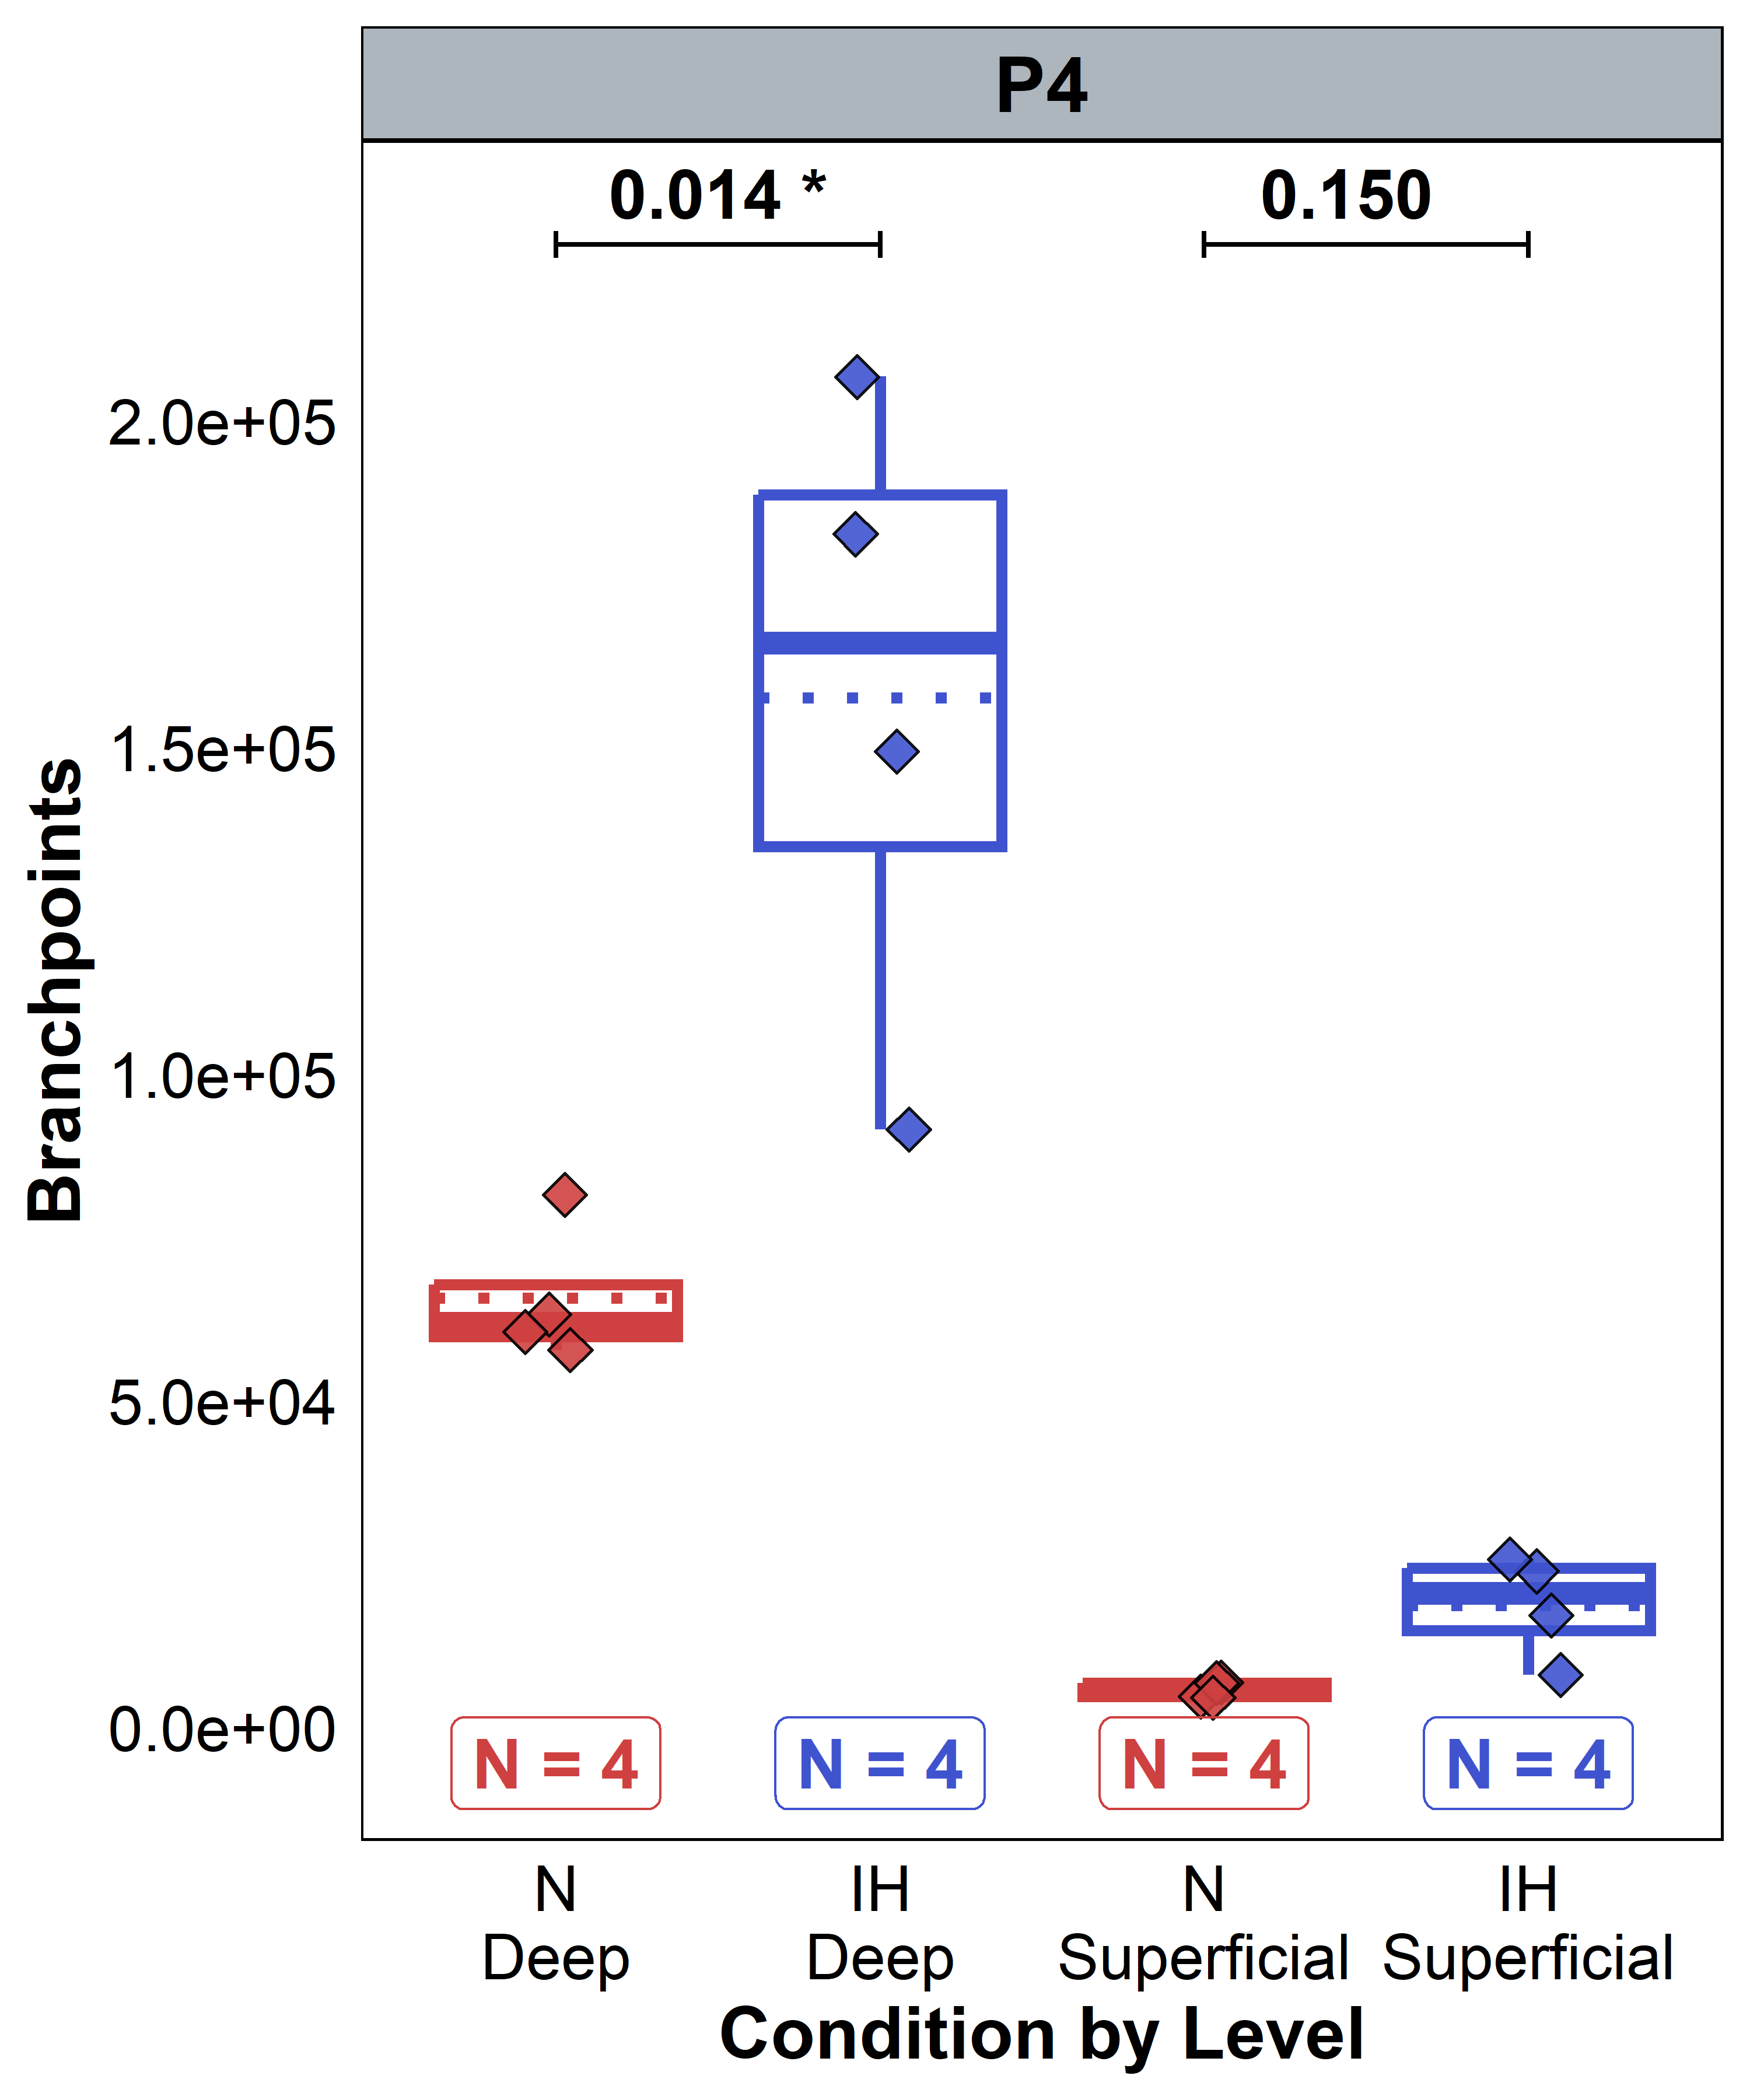 P4
0.014 *
0.150
2.0e+05
1.5e+05
1.0e+05
5.0e+04
0.0e+00
Branchpoints
N = 4
N = 4
N = 4
N = 4
N
Deep
IH
Deep
N
Superficial
IH
Superficial
Condition by Level